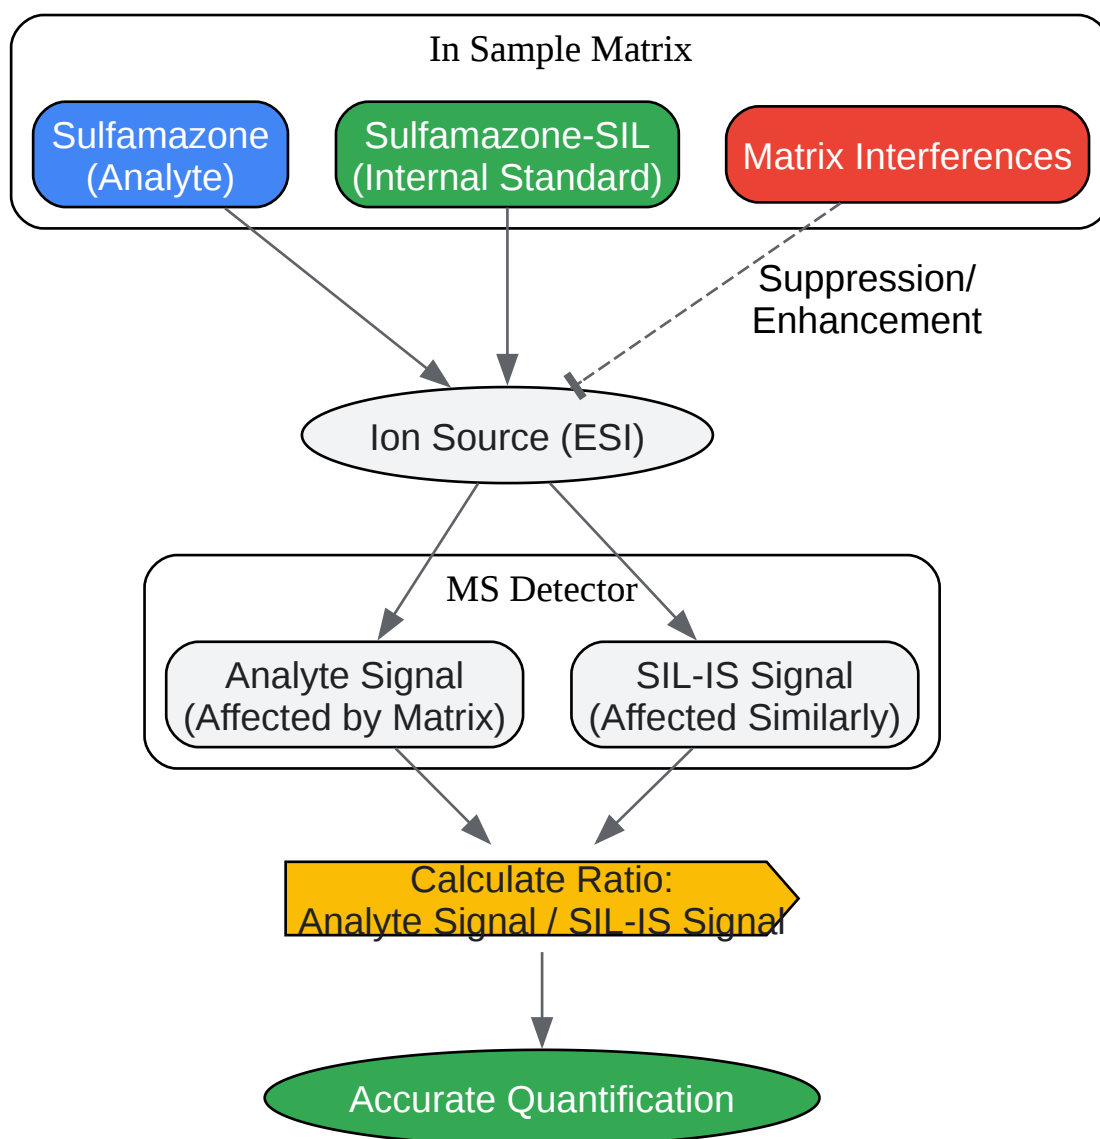 In Sample Matrix
Sulfamazone
(Analyte)
Sulfamazone-SIL
(Internal Standard)
Matrix Interferences
Suppression/
Enhancement
Ion Source (ESI)
MS Detector
Analyte Signal
(Affected by Matrix)
SIL-IS Signal
(Affected Similarly)
Calculate Ratio:
Analyte Signal / SIL-IS Signal
Accurate Quantification